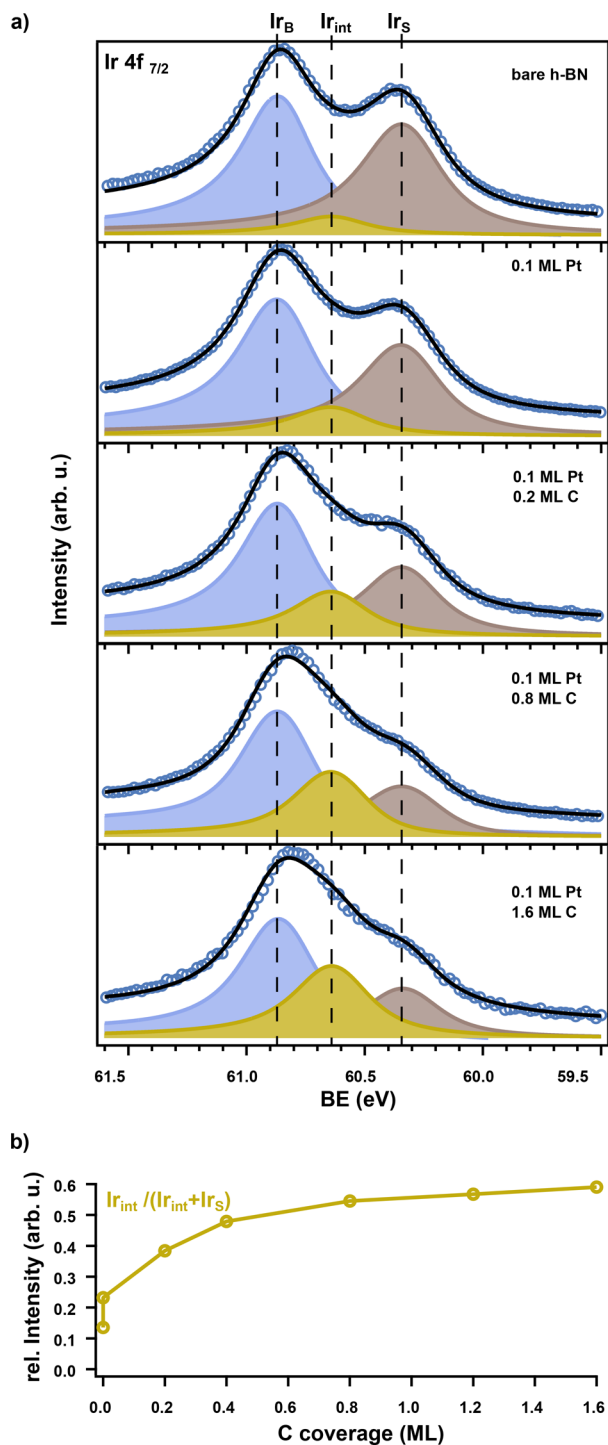 a)
Ir_B Ir_int Ir_S
Ir 4f 7/2
bare h-BN
0.1 ML Pt
0.1 ML Pt
0.2 ML C
0.1 ML Pt
0.8 ML C
0.1 ML Pt
1.6 ML C
Intensity (arb. u.)
61.5 61.0 60.5 60.0 59.5
BE (eV)
b)
Ir_int /(Ir_int+Ir_S)
rel. Intensity (arb. u.)
0.6
0.5
0.4
0.3
0.2
0.1
0.0
0.0 0.2 0.4 0.6 0.8 1.0 1.2 1.4 1.6
C coverage (ML)